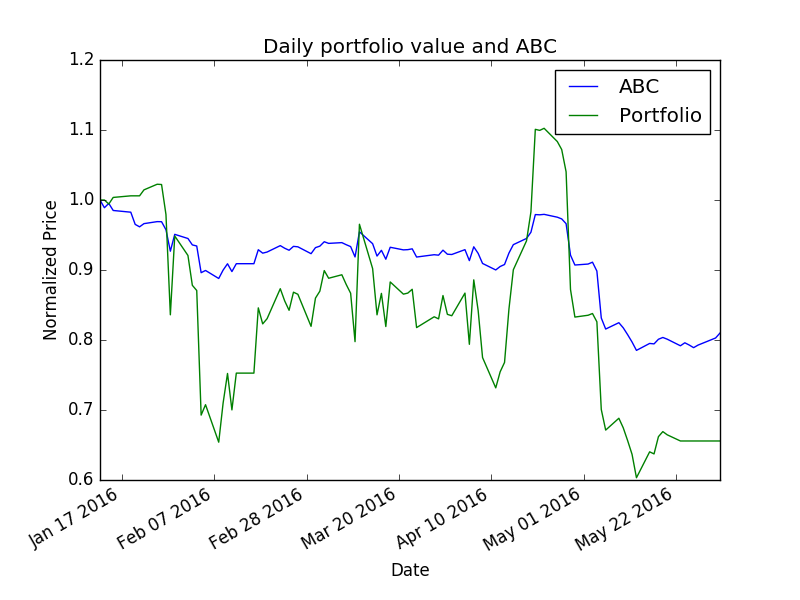 Daily portfolio value and ABC
1.2
1.1
1.0
0.9
0.8
0.7
0.6
Normalized Price
ABC
Portfolio
Jan 17 2016
Feb 07 2016
Feb 28 2016
Mar 20 2016
Apr 10 2016
May 01 2016
May 22 2016
Date